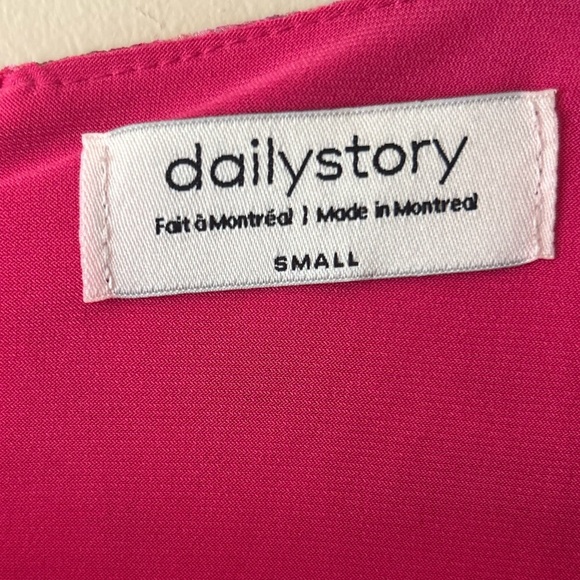 dailystory
Fait à Montréal | Made in Montreal
SMALL